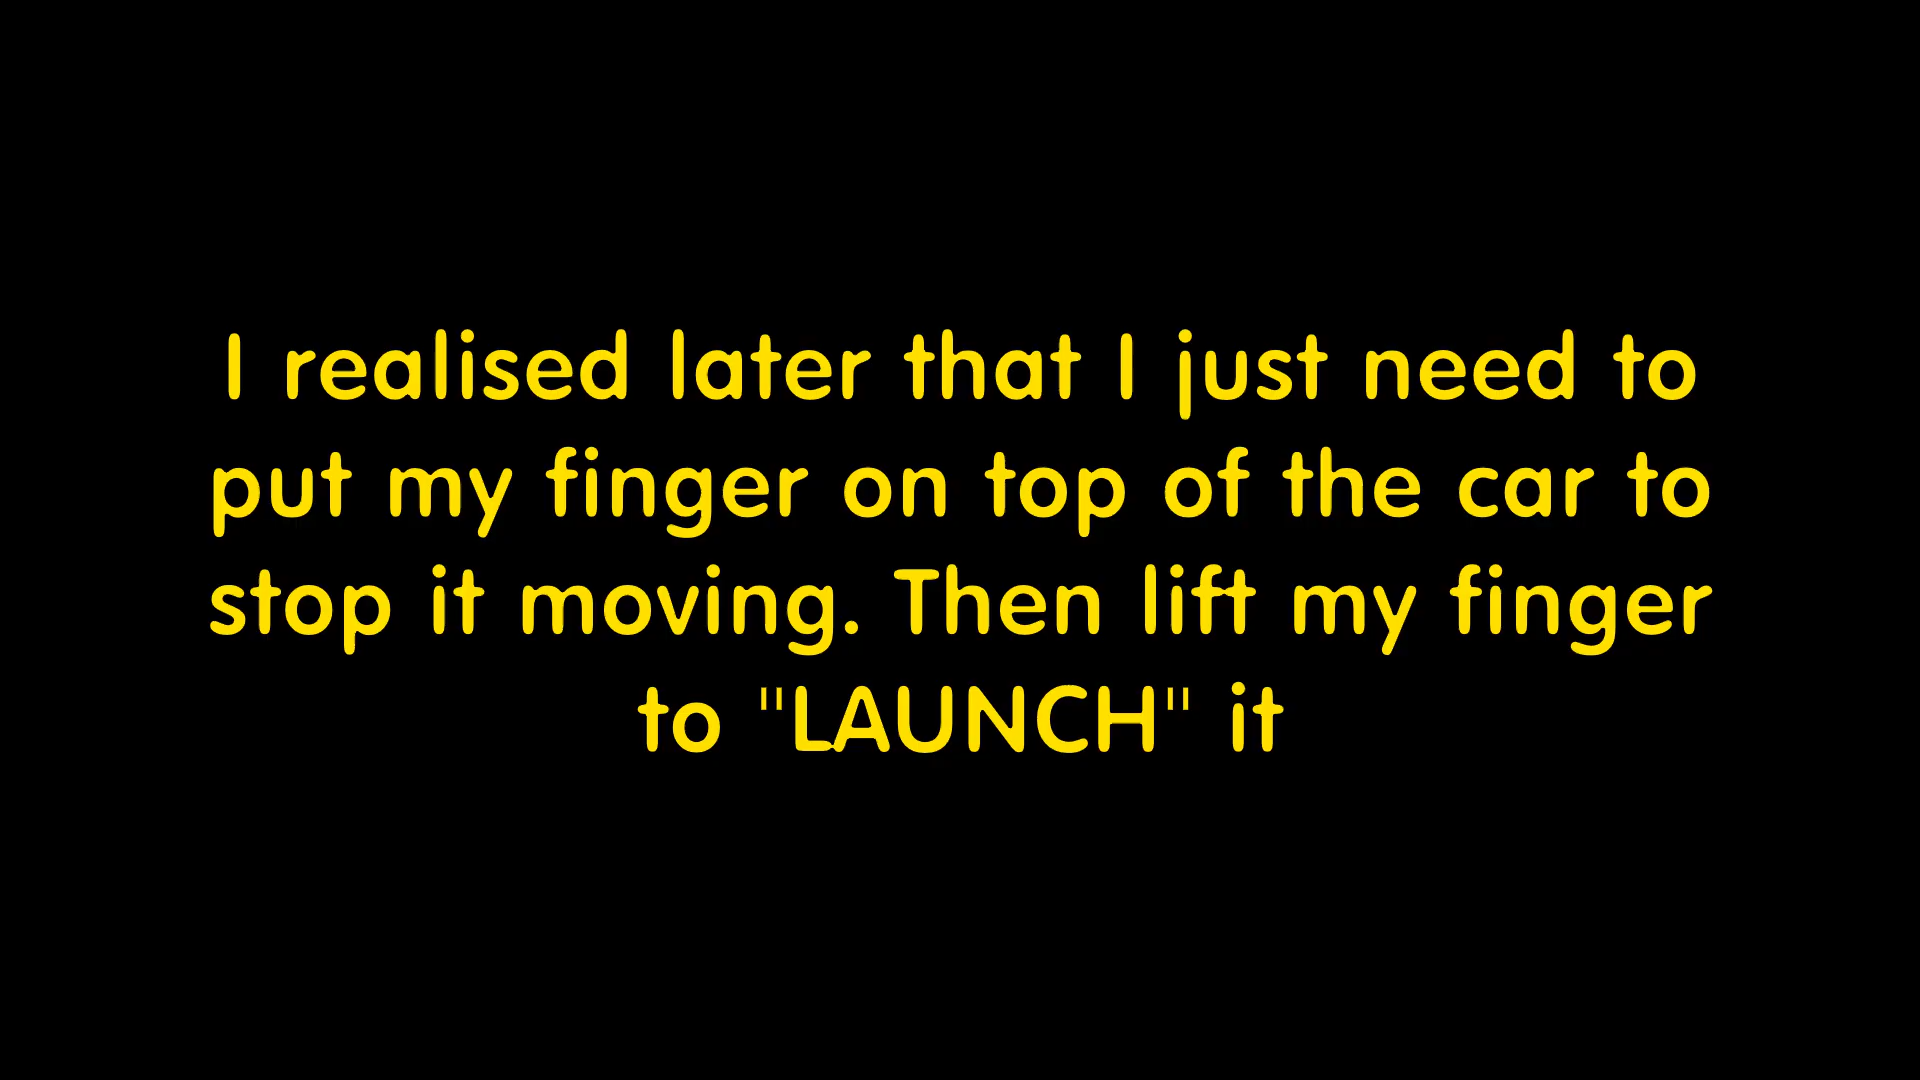 I realised later that I just need to
put my finger on top of the car to
stop it moving. Then lift my finger
to "LAUNCH" it